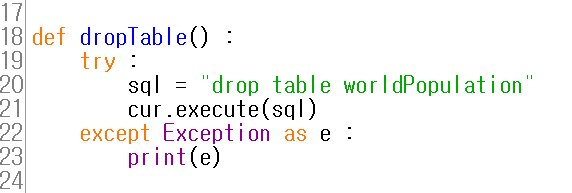 17
18 def dropTable() :
19     try :
20         sql = "drop table worldPopulation"
21         cur.execute(sql)
22     except Exception as e :
23         print(e)
24